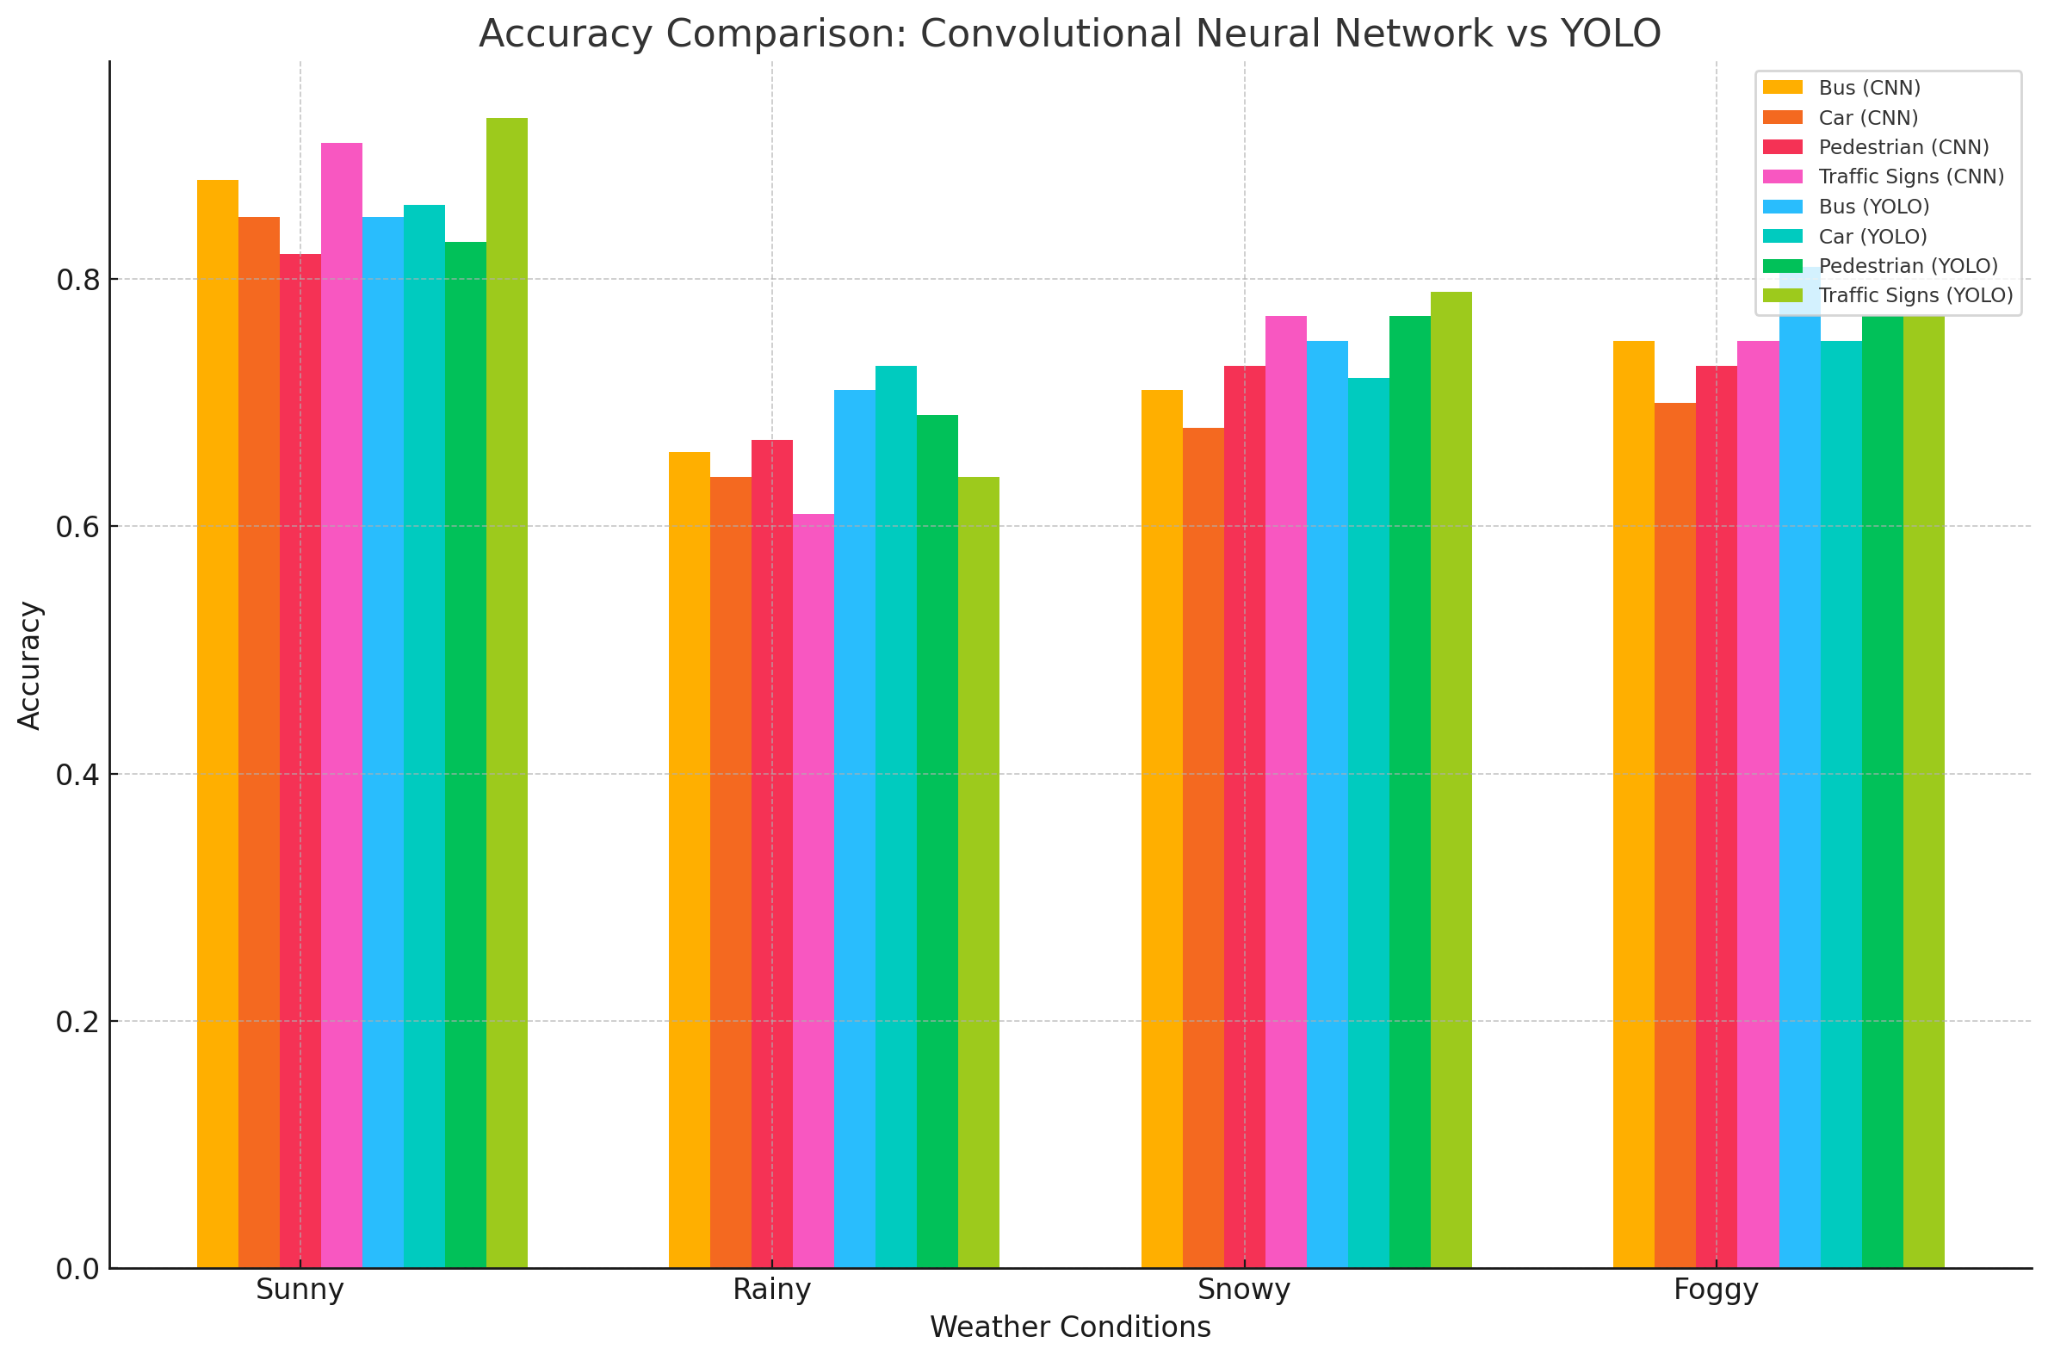 Accuracy Comparison: Convolutional Neural Network vs YOLO
Bus (CNN)
Car (CNN)
Pedestrian (CNN)
Traffic Signs (CNN)
Bus (YOLO)
Car (YOLO)
Pedestrian (YOLO)
Traffic Signs (YOLO)
Accuracy
0.8
0.6
0.4
0.2
0.0
Sunny Rainy Snowy Foggy
Weather Conditions